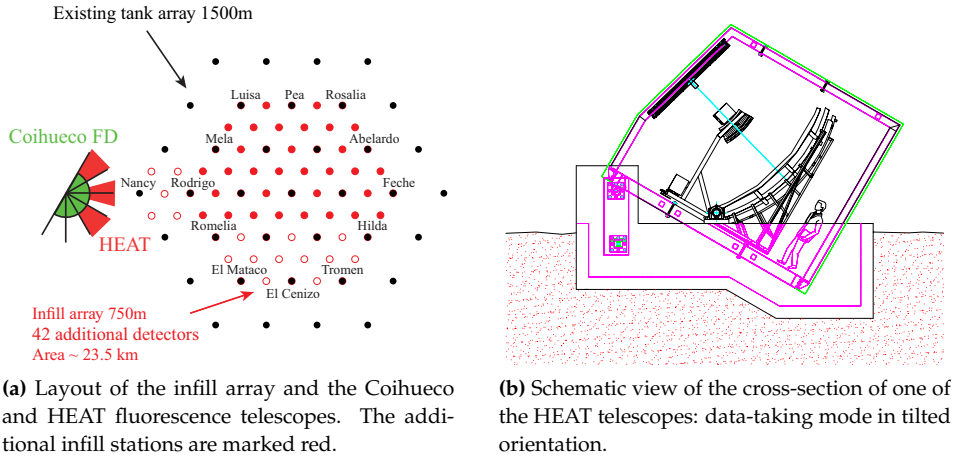 Existing tank array 1500m
Luisa Pea Rosalia
Coihueco FD
Mela Abelardo
Nancy Rodrigo Feche
HEAT
Romelia Hilda
El Mataco Tromen
El Cenizo
Infill array 750m
42 additional detectors
Area ~ 23.5 km
(a) Layout of the infill array and the Coihueco
and HEAT fluorescence telescopes. The addi-
tional infill stations are marked red.
(b) Schematic view of the cross-section of one of
the HEAT telescopes: data-taking mode in tilted
orientation.